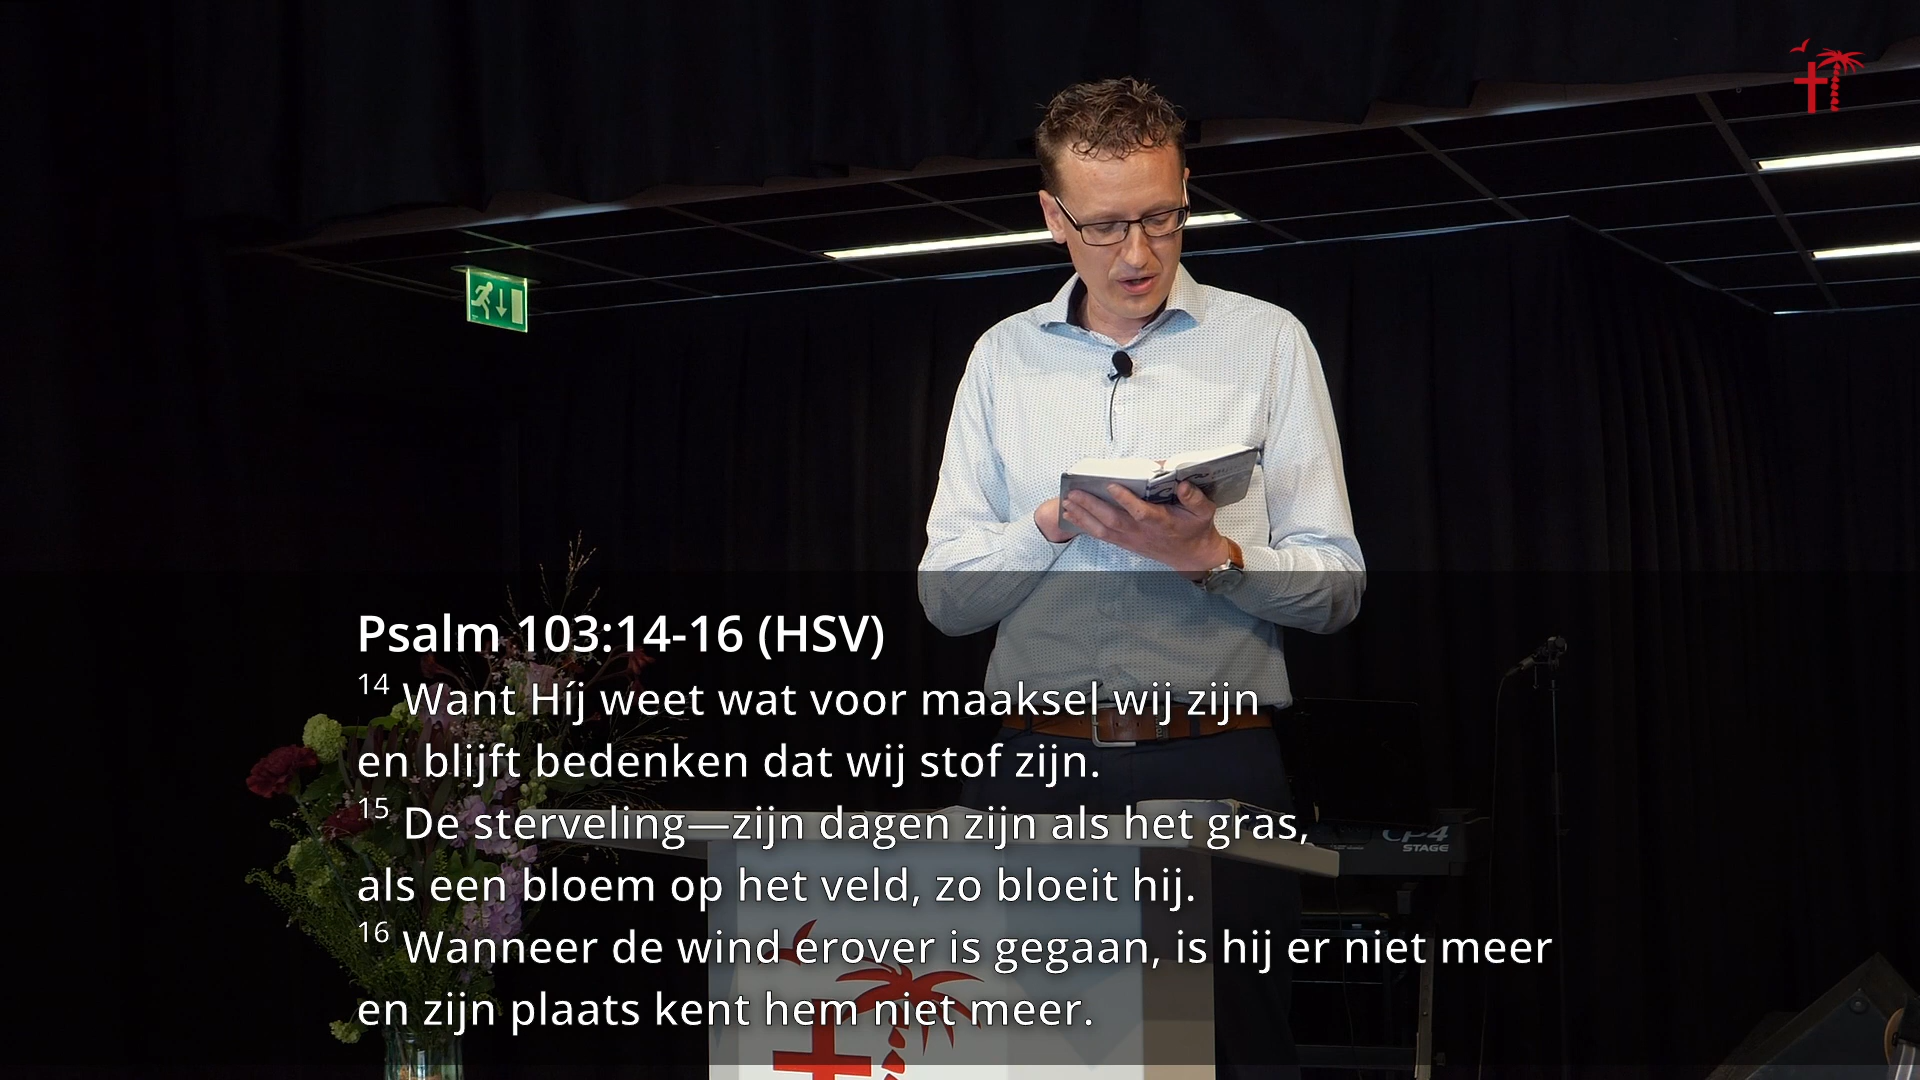 Psalm 103:14-16 (HSV)
14 Want Híj weet wat voor maaksel wij zijn
en blijft bedenken dat wij stof zijn.
15 De sterveling—zijn dagen zijn als het gras,
als een bloem op het veld, zo bloeit hij.
16 Wanneer de wind erover is gegaan, is hij er niet meer
en zijn plaats kent hem niet meer.
CP4
STAGE